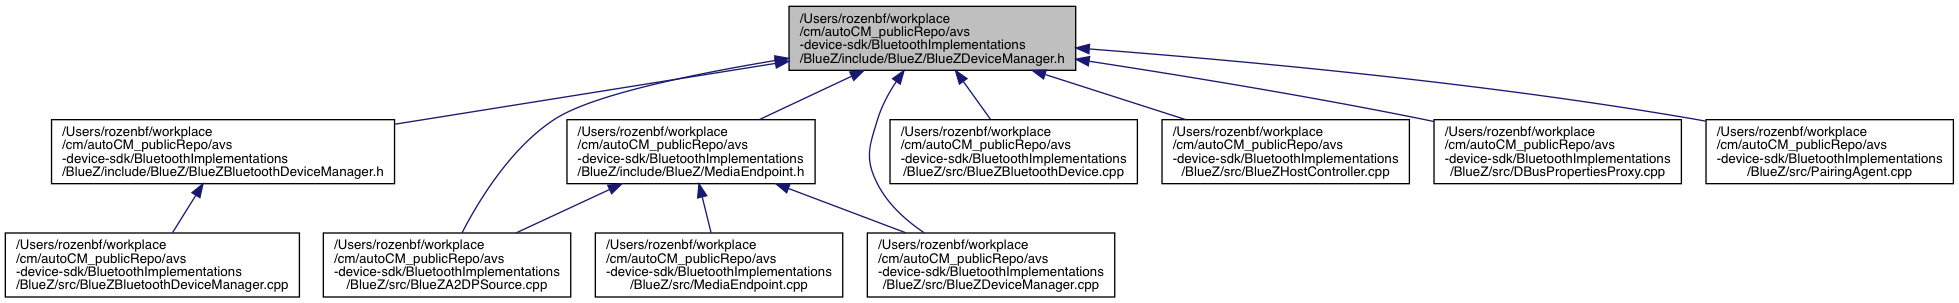 /Users/rozenbf/workplace
/cm/autoCM_publicRepo/avs
-device-sdk/BluetoothImplementations
/BlueZ/include/BlueZ/BlueZDeviceManager.h
/Users/rozenbf/workplace
/cm/autoCM_publicRepo/avs
-device-sdk/BluetoothImplementations
/BlueZ/include/BlueZ/BlueZBluetoothDeviceManager.h
/Users/rozenbf/workplace
/cm/autoCM_publicRepo/avs
-device-sdk/BluetoothImplementations
/BlueZ/include/BlueZ/MediaEndpoint.h
/Users/rozenbf/workplace
/cm/autoCM_publicRepo/avs
-device-sdk/BluetoothImplementations
/BlueZ/src/BlueZBluetoothDevice.cpp
/Users/rozenbf/workplace
/cm/autoCM_publicRepo/avs
-device-sdk/BluetoothImplementations
/BlueZ/src/BlueZHostController.cpp
/Users/rozenbf/workplace
/cm/autoCM_publicRepo/avs
-device-sdk/BluetoothImplementations
/BlueZ/src/DBusPropertiesProxy.cpp
/Users/rozenbf/workplace
/cm/autoCM_publicRepo/avs
-device-sdk/BluetoothImplementations
/BlueZ/src/PairingAgent.cpp
/Users/rozenbf/workplace
/cm/autoCM_publicRepo/avs
-device-sdk/BluetoothImplementations
/BlueZ/src/BlueZBluetoothDeviceManager.cpp
/Users/rozenbf/workplace
/cm/autoCM_publicRepo/avs
-device-sdk/BluetoothImplementations
/BlueZ/src/BlueZA2DPSource.cpp
/Users/rozenbf/workplace
/cm/autoCM_publicRepo/avs
-device-sdk/BluetoothImplementations
/BlueZ/src/MediaEndpoint.cpp
/Users/rozenbf/workplace
/cm/autoCM_publicRepo/avs
-device-sdk/BluetoothImplementations
/BlueZ/src/BlueZDeviceManager.cpp